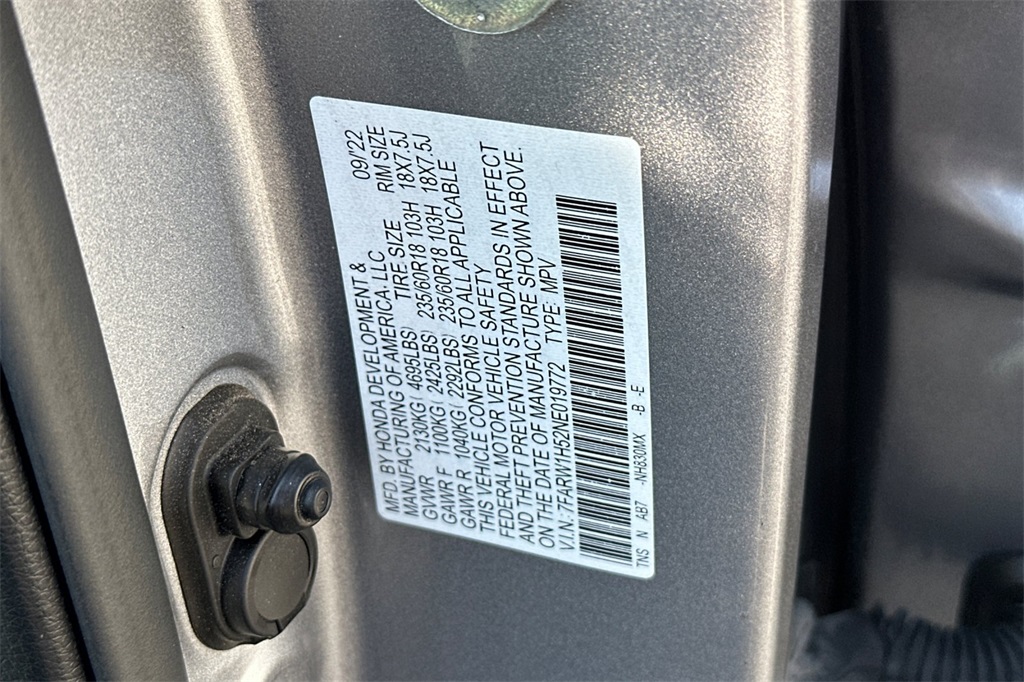 MFD. BY HONDA DEVELOPMENT &
MANUFACTURING OF AMERICA, LLC 09/22
GVWR 2130KG( 4695LBS) TIRE SIZE RIM SIZE
GAWR F 1100KG( 2425LBS) 235/60R18 103H 18X7.5J
GAWR R 1040KG( 2292LBS) 235/60R18 103H 18X7.5J
THIS VEHICLE CONFORMS TO ALL APPLICABLE
FEDERAL MOTOR VEHICLE SAFETY
AND THEFT PREVENTION STANDARDS IN EFFECT
ON THE DATE OF MANUFACTURE SHOWN ABOVE.
V.I.N.: 7FARW1H52NE019772 TYPE: MPV
TNS N AB7 -NH830MX -B -E